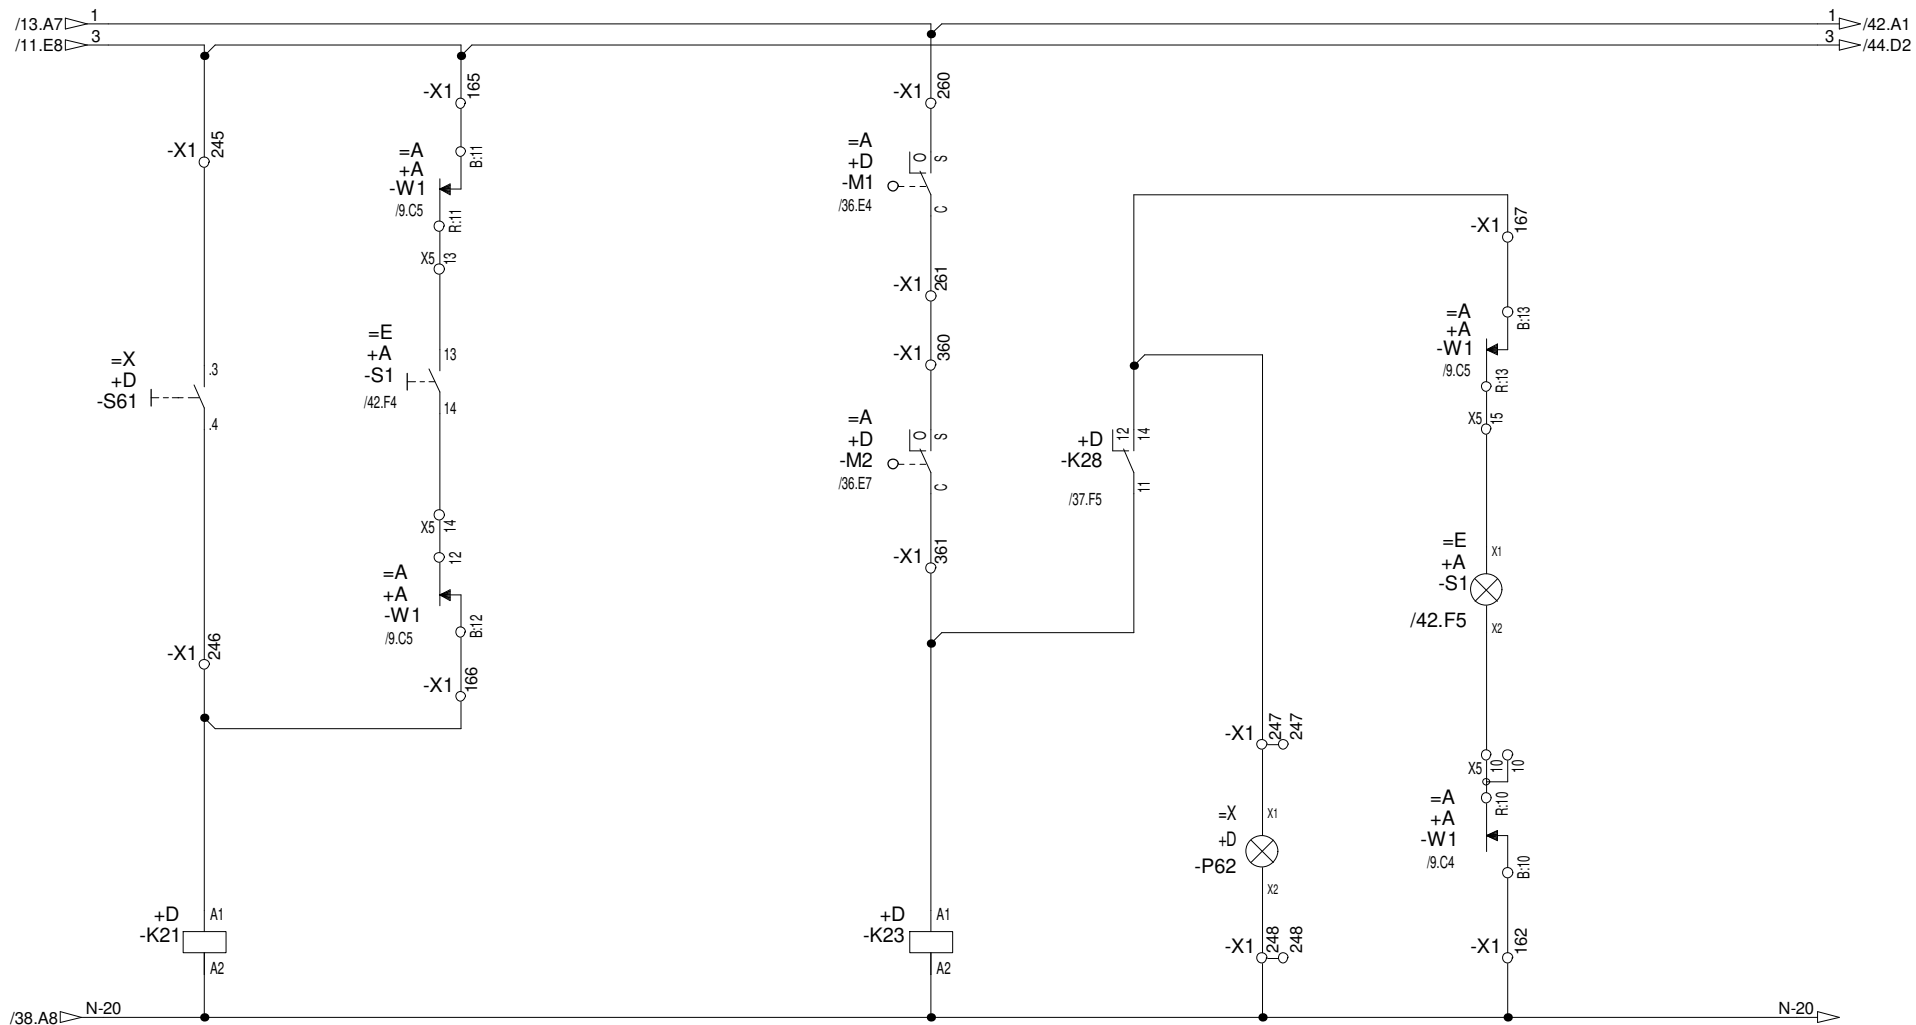 /13.A7 1 1 /42.A1
/11.E8 3 3 /44.D2
-X1 245
=X
+D
-S61
.3
.4
-X1 246
+D
-K21
A1
A2
-X1 165
B:11
=A
+A
-W1
/9.C5
R:11
X5 13
=E
+A
-S1
/42.F4
13
14
X5 14
12
=A
+A
-W1
/9.C5
B:12
-X1 166
-X1 260
=A
+D
-M1
/36.E4
O S
C
-X1 261
-X1 360
=A
+D
-M2
/36.E7
O S
C
-X1 361
+D
-K23
A1
A2
+D
-K28
/37.F5
12 14
11
-X1 247 247
=X
+D
-P62
X1
X2
-X1 248 248
-X1 167
B:13
=A
+A
-W1
/9.C5
R:13
X5 15
=E
+A
-S1
/42.F5
X1
X2
X5 10 10
R:10
=A
+A
-W1
/9.C4
B:10
-X1 162
/38.A8 N-20 N-20